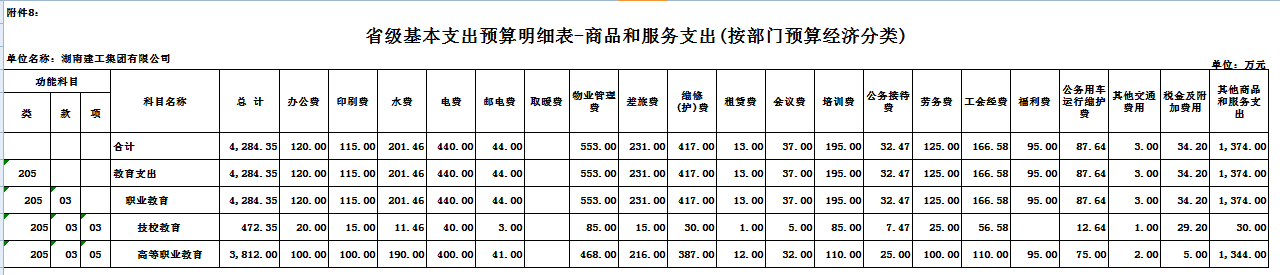 附件8：
省级基本支出预算明细表-商品和服务支出(按部门预算经济分类)
单位名称：湖南建工集团有限公司
单位：万元
功能科目 科目名称 总 计 办公费 印刷费 水费 电费 邮电费 取暖费 物业管理费 差旅费 维修(护)费 租赁费 会议费 培训费 公务接待费 劳务费 工会经费 福利费 公务用车运行维护费 其他交通费用 税金及附加费用 其他商品和服务支出
类 款 项
合计 4,284.35 120.00 115.00 201.46 440.00 44.00 553.00 231.00 417.00 13.00 37.00 195.00 32.47 125.00 166.58 95.00 87.64 3.00 34.20 1,374.00
205 教育支出 4,284.35 120.00 115.00 201.46 440.00 44.00 553.00 231.00 417.00 13.00 37.00 195.00 32.47 125.00 166.58 95.00 87.64 3.00 34.20 1,374.00
205 03 职业教育 4,284.35 120.00 115.00 201.46 440.00 44.00 553.00 231.00 417.00 13.00 37.00 195.00 32.47 125.00 166.58 95.00 87.64 3.00 34.20 1,374.00
205 03 03 技校教育 472.35 20.00 15.00 11.46 40.00 3.00 85.00 15.00 30.00 1.00 5.00 85.00 7.47 25.00 56.58 12.64 1.00 29.20 30.00
205 03 05 高等职业教育 3,812.00 100.00 100.00 190.00 400.00 41.00 468.00 216.00 387.00 12.00 32.00 110.00 25.00 100.00 110.00 95.00 75.00 2.00 5.00 1,344.00